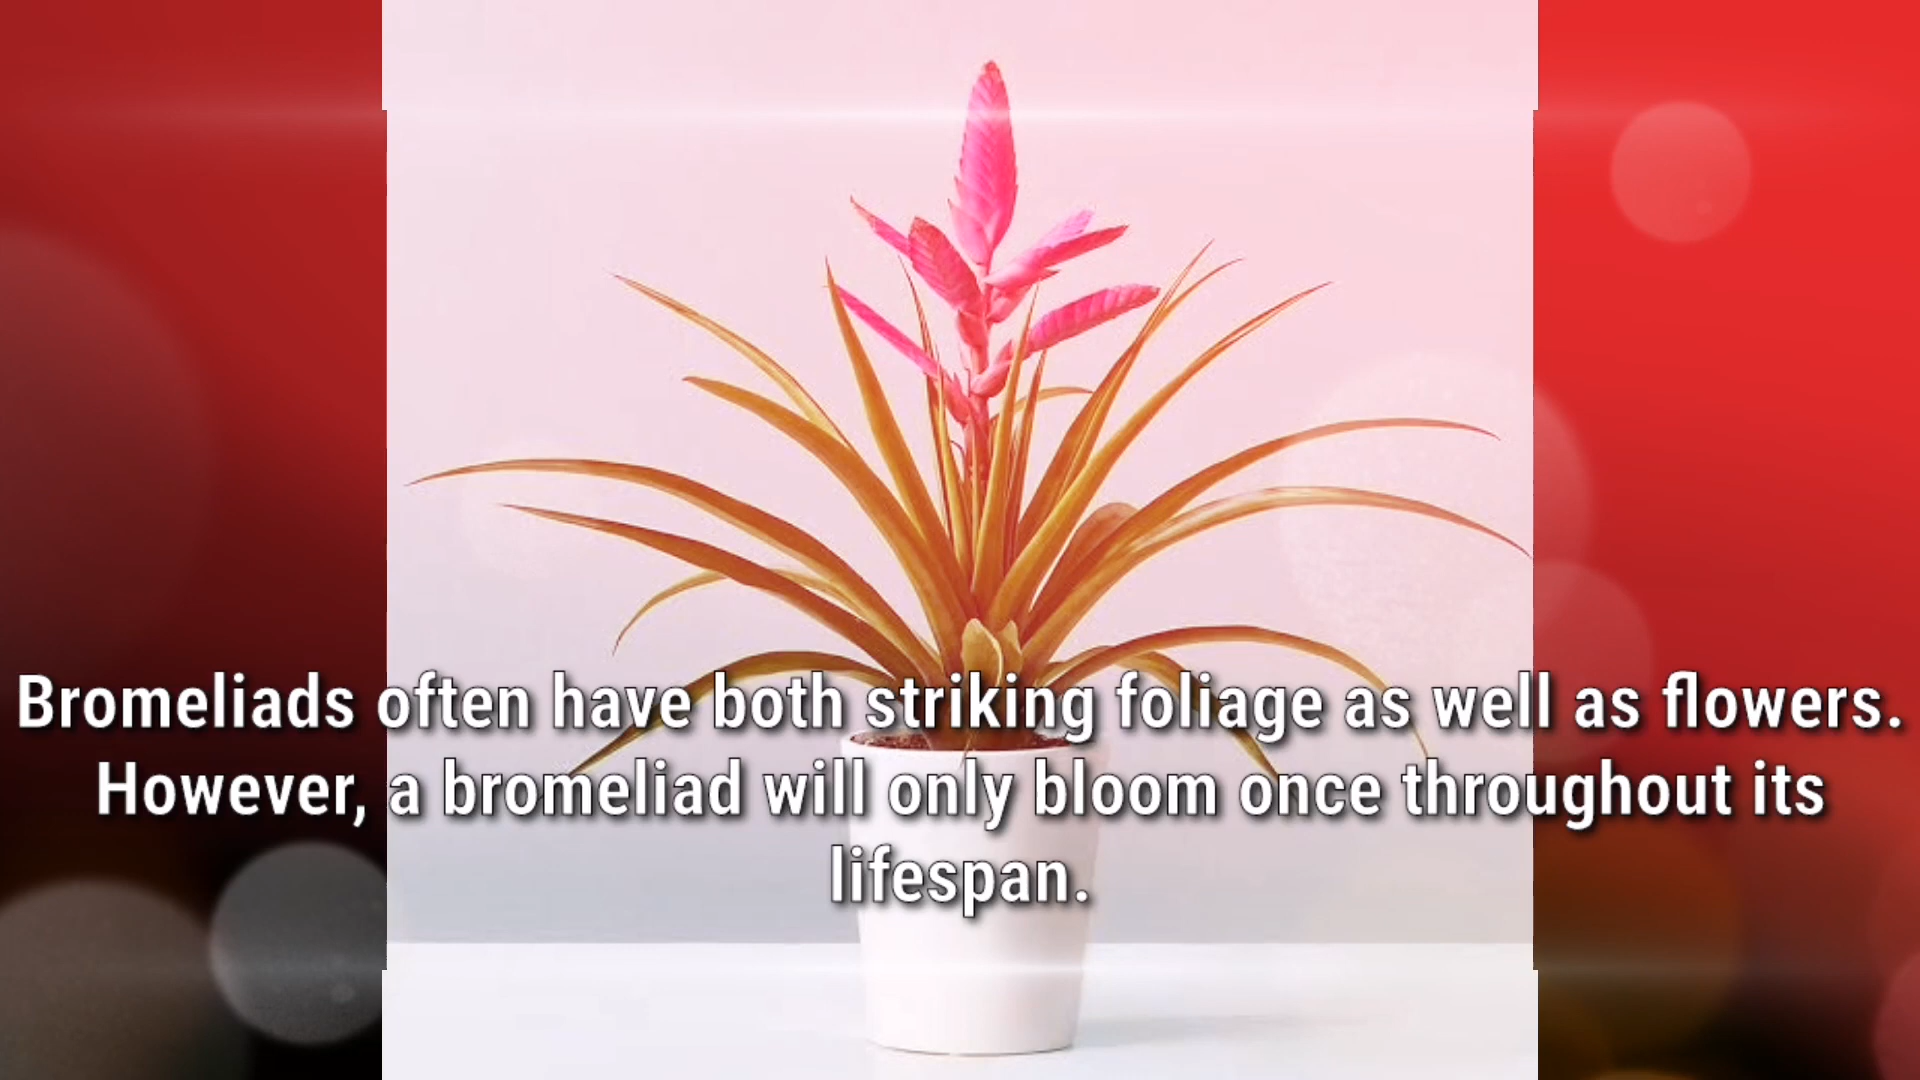 Bromeliads often have both striking foliage as well as flowers.
However, a bromeliad will only bloom once throughout its
lifespan.